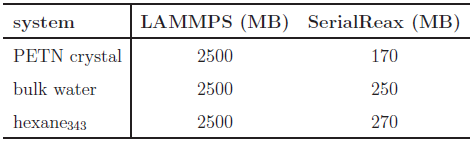 system LAMMPS (MB) SerialReax (MB)
PETN crystal 2500 170
bulk water 2500 250
hexane₃₄₃ 2500 270